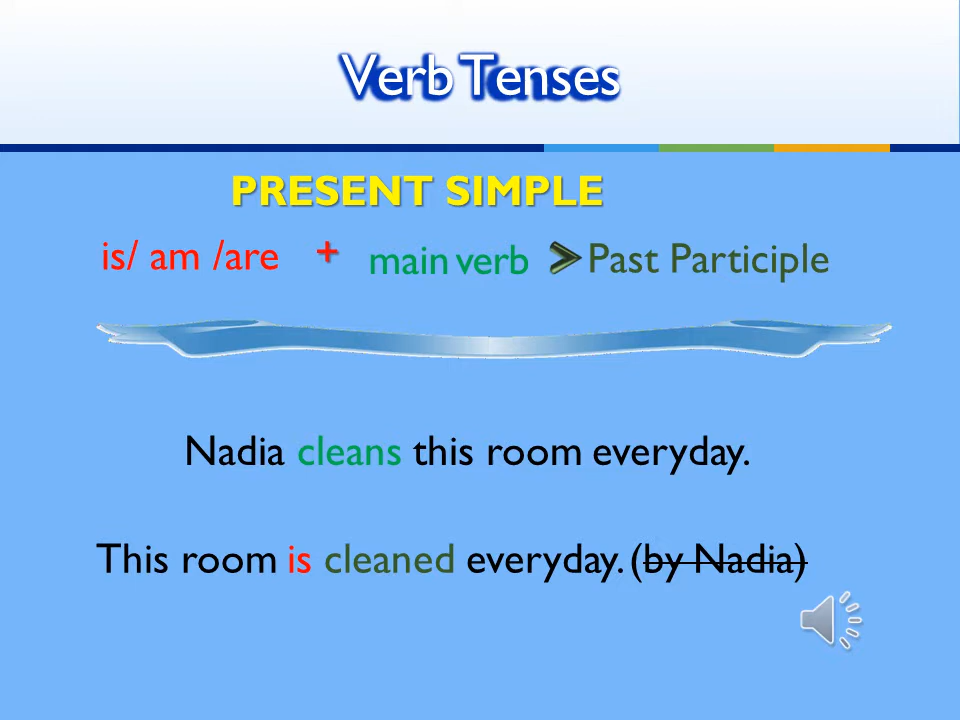 Verb Tenses
PRESENT SIMPLE
is/ am /are + main verb > Past Participle
Nadia cleans this room everyday.
This room is cleaned everyday. (by Nadia)